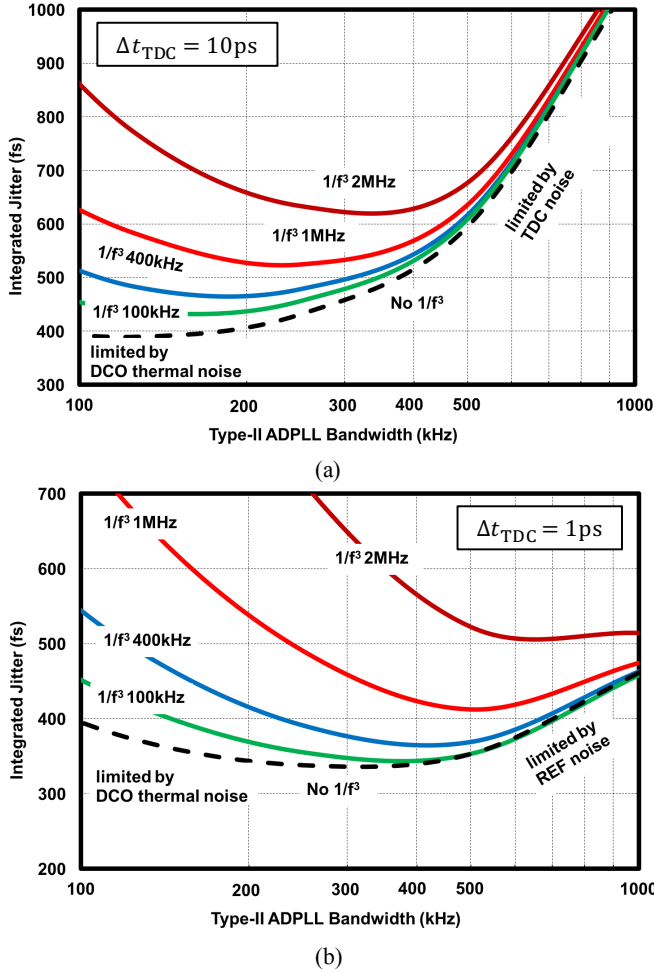 1000
Δt_TDC = 10ps
900
800
700
600
500
400
300
Integrated Jitter (fs)
1/f³ 2MHz
1/f³ 1MHz
1/f³ 400kHz
1/f³ 100kHz
No 1/f³
limited by
TDC noise
limited by
DCO thermal noise
100 200 300 400 500 1000
Type-II ADPLL Bandwidth (kHz)
(a)
700
Δt_TDC = 1ps
600
500
400
300
200
Integrated Jitter (fs)
1/f³ 1MHz
1/f³ 2MHz
1/f³ 400kHz
1/f³ 100kHz
limited by
DCO thermal noise
No 1/f³
limited by
REF noise
100 200 300 400 500 1000
Type-II ADPLL Bandwidth (kHz)
(b)